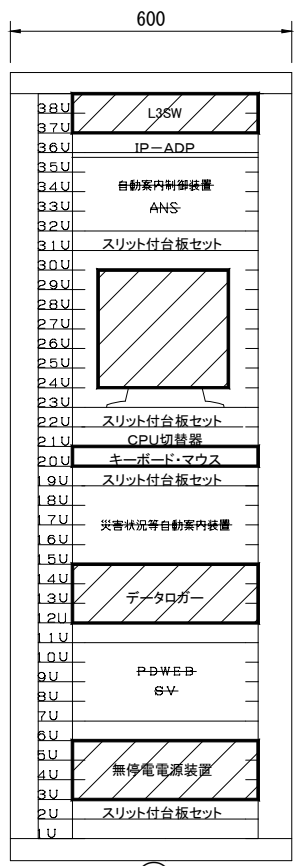 600
38U
L3SW
37U
36U
IP-ADP
35U
34U
自動案内制御装置
33U
ANS
32U
31U
スリット付台板セット
30U
29U
28U
27U
26U
25U
24U
23U
22U
スリット付台板セット
21U
CPU切替器
20U
キーボード・マウス
19U
スリット付台板セット
18U
17U
災害状況等自動案内装置
16U
15U
14U
13U
データロガー
12U
11U
10U
PDWEB
9U
SV
8U
7U
6U
5U
4U
無停電電源装置
3U
2U
スリット付台板セット
1U